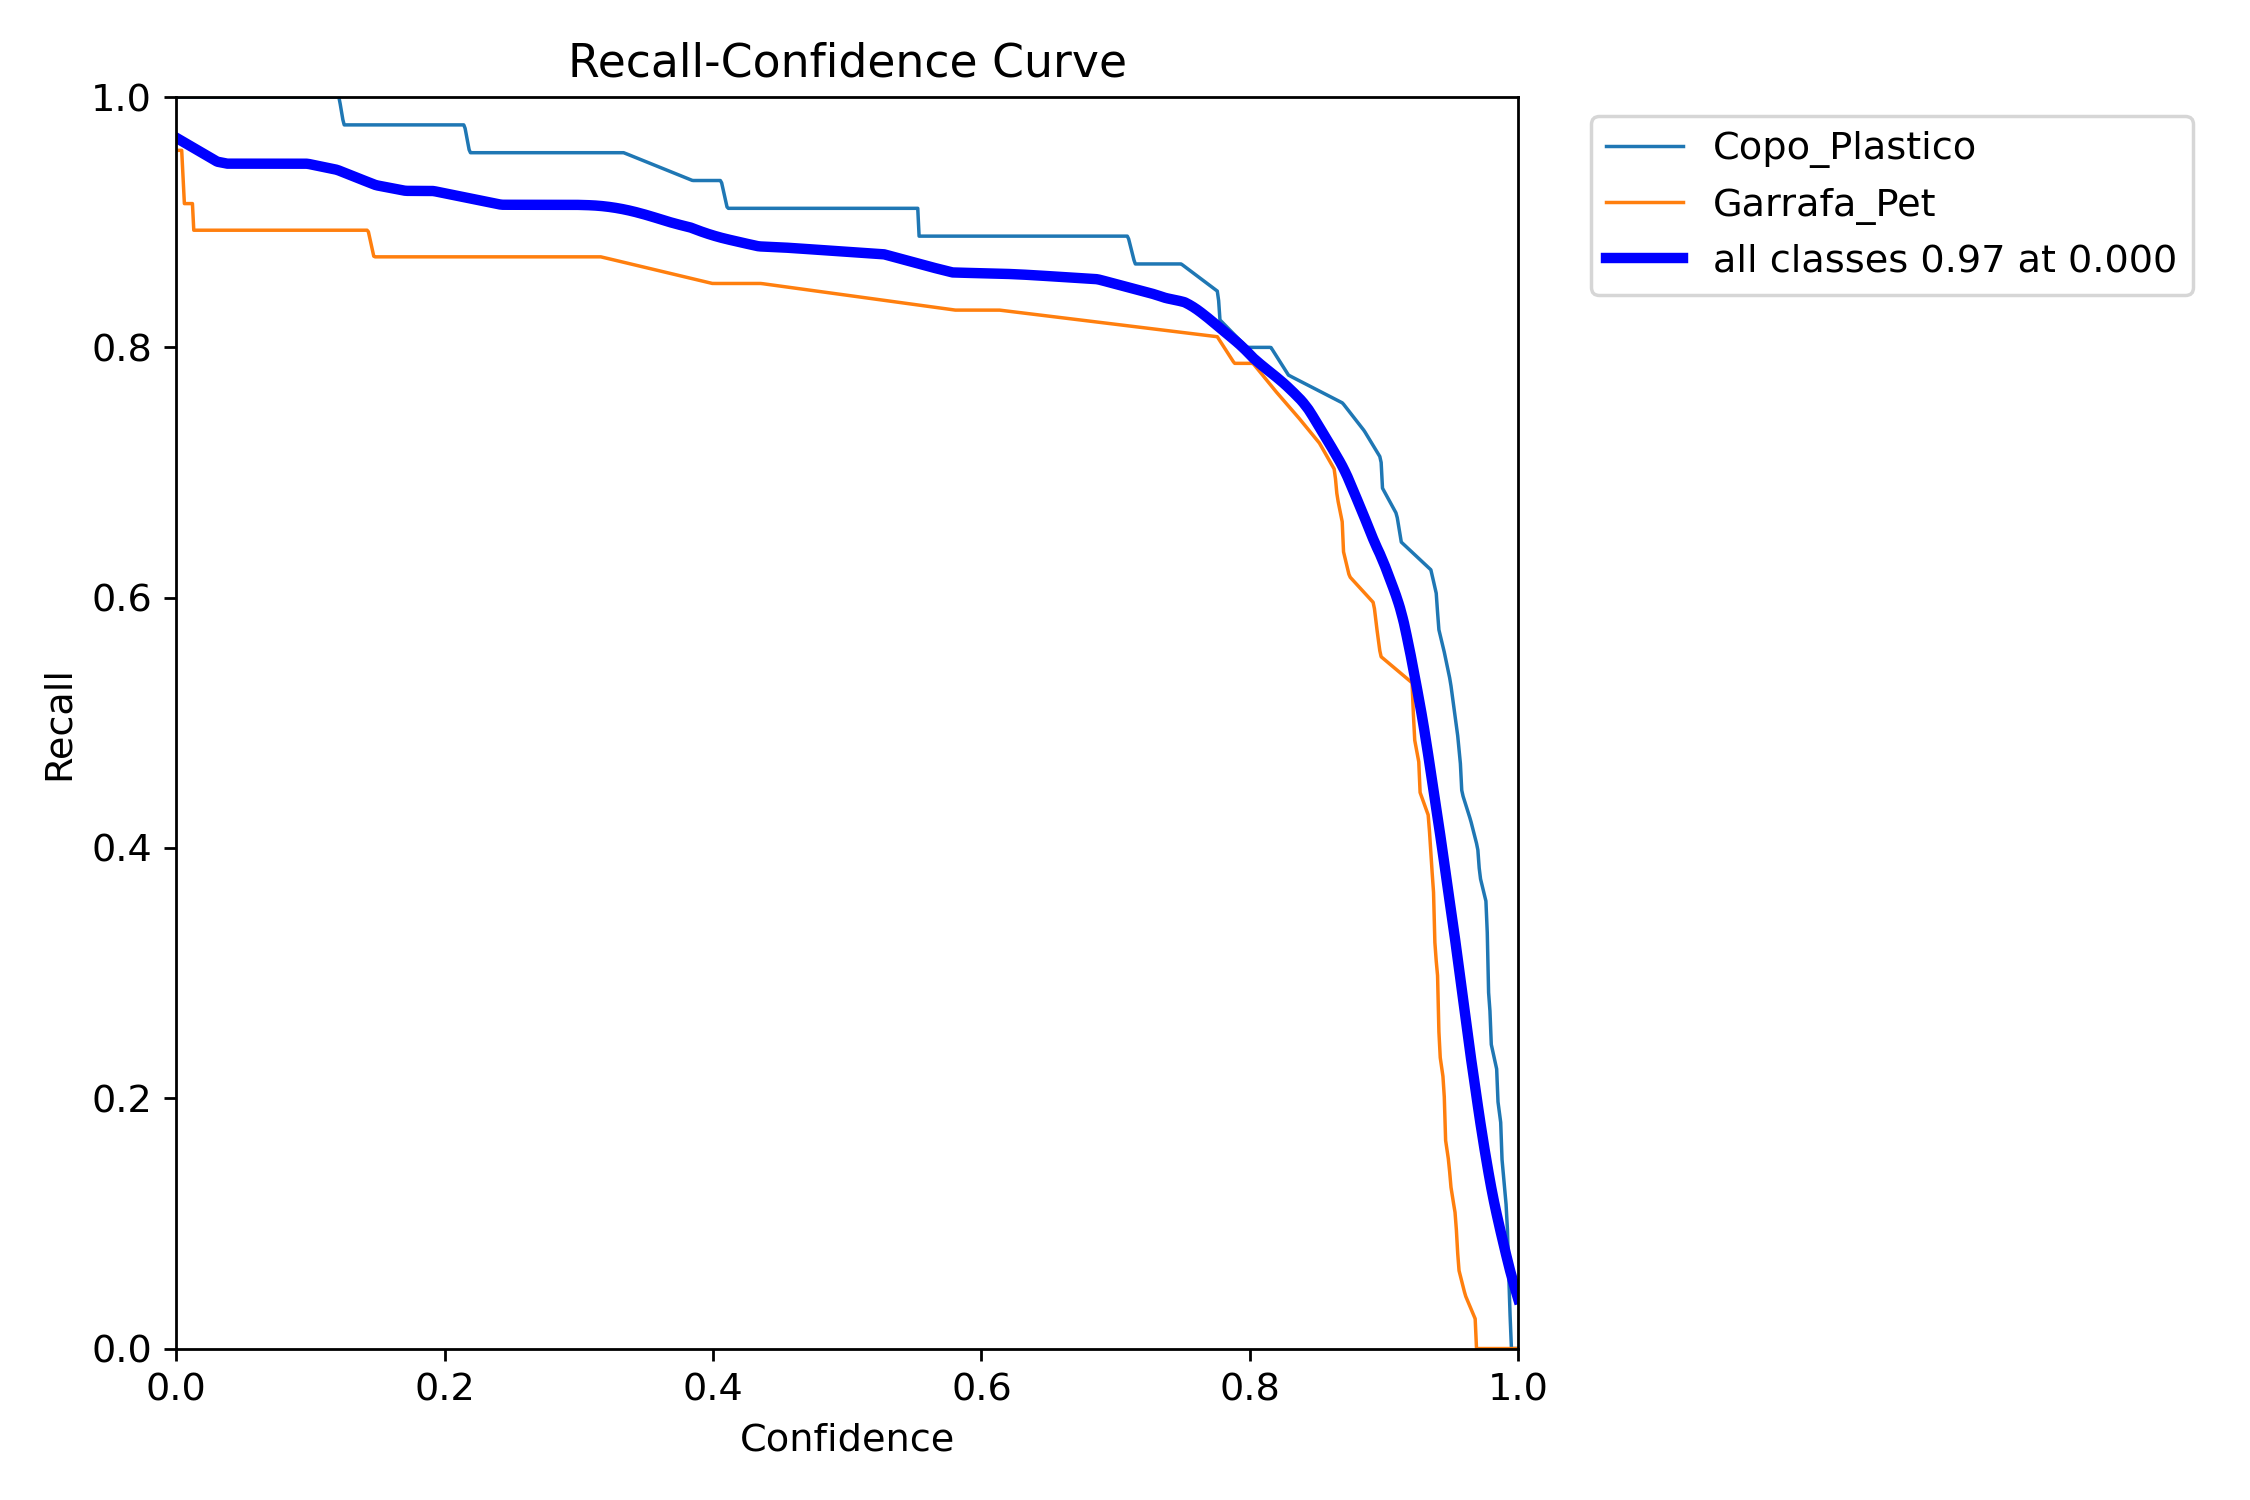 Recall-Confidence Curve
1.0
0.8
0.6
0.4
0.2
0.0
Recall
0.0 0.2 0.4 0.6 0.8 1.0
Confidence
Copo_Plastico
Garrafa_Pet
all classes 0.97 at 0.000